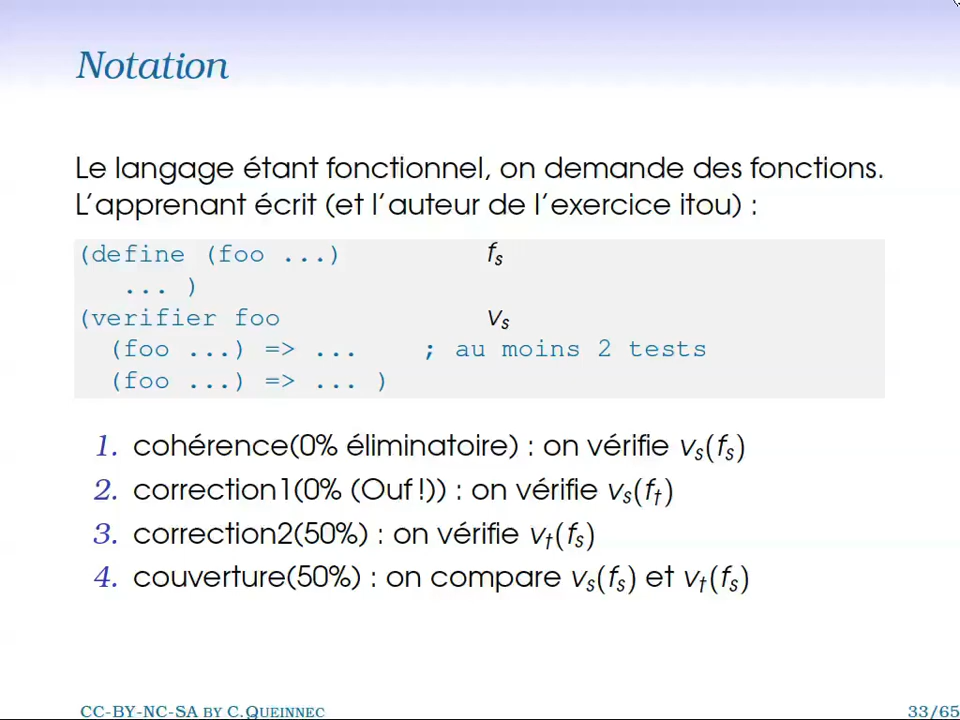 Notation
Le langage étant fonctionnel, on demande des fonctions.
L'apprenant écrit (et l'auteur de l'exercice itou) :
(define (foo ...) fs
... )
(verifier foo vs
(foo ...) => ... ; au moins 2 tests
(foo ...) => ... )
1. cohérence(0% éliminatoire) : on vérifie vs(fs)
2. correction1(0% (Ouf !)) : on vérifie vs(ft)
3. correction2(50%) : on vérifie vt(fs)
4. couverture(50%) : on compare vs(fs) et vt(fs)
CC-BY-NC-SA BY C.QUEINNEC 33/65